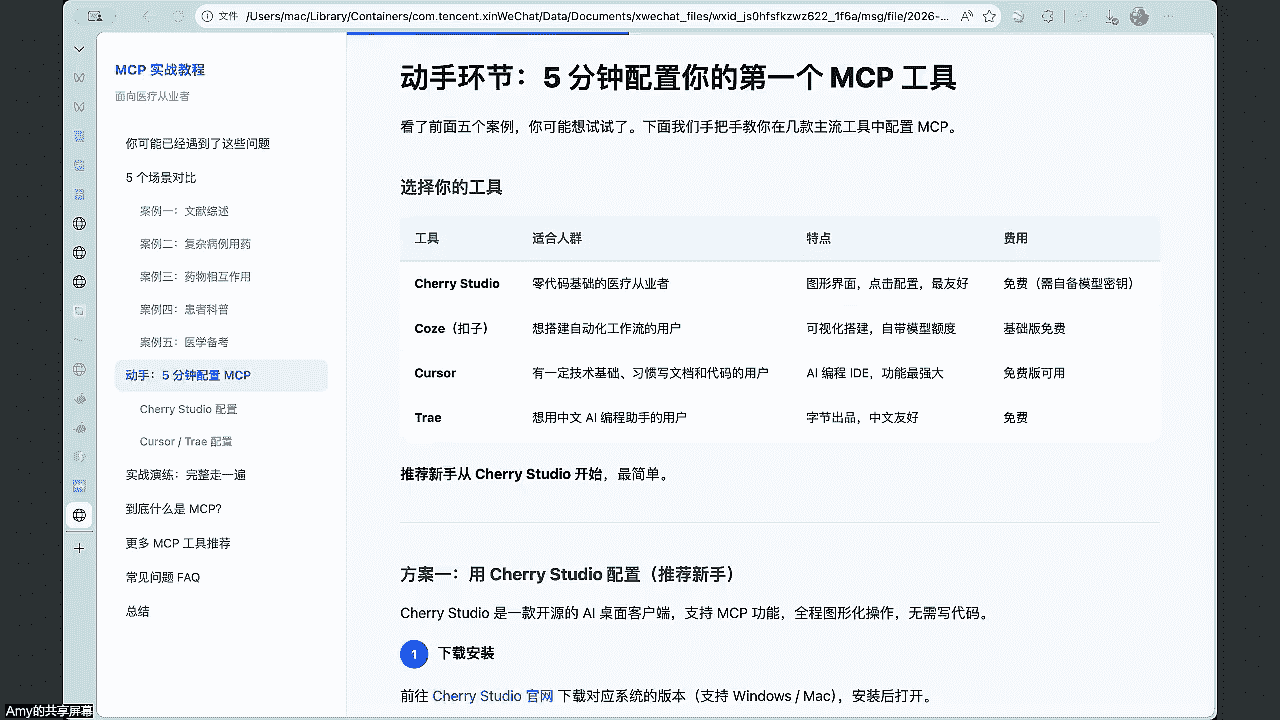 文件 /Users/mac/Library/Containers/com.tencent.xinWeChat/Data/Documents/xwechat_files/wxid_js0hfsfkzwz622_1f6a/msg/file/2026-...
MCP 实战教程
面向医疗从业者
你可能已经遇到了这些问题
5 个场景对比
案例一：文献综述
案例二：复杂病例用药
案例三：药物相互作用
案例四：患者科普
案例五：医学备考
动手：5 分钟配置 MCP
Cherry Studio 配置
Cursor / Trae 配置
实战演练：完整走一遍
到底什么是 MCP?
更多 MCP 工具推荐
常见问题 FAQ
总结
动手环节：5 分钟配置你的第一个 MCP 工具
看了前面五个案例，你可能想试试了。下面我们手把手教你在几款主流工具中配置 MCP。
选择你的工具
工具 适合人群 特点 费用
Cherry Studio 零代码基础的医疗从业者 图形界面，点击配置，最友好 免费（需自备模型密钥）
Coze（扣子） 想搭建自动化工作流的用户 可视化搭建，自带模型额度 基础版免费
Cursor 有一定技术基础、习惯写文档和代码的用户 AI 编程 IDE，功能最强大 免费版可用
Trae 想用中文 AI 编程助手的用户 字节出品，中文友好 免费
推荐新手从 Cherry Studio 开始，最简单。
方案一：用 Cherry Studio 配置（推荐新手）
Cherry Studio 是一款开源的 AI 桌面客户端，支持 MCP 功能，全程图形化操作，无需写代码。
1 下载安装
前往 Cherry Studio 官网 下载对应系统的版本（支持 Windows / Mac），安装后打开。
Amy的共享屏幕